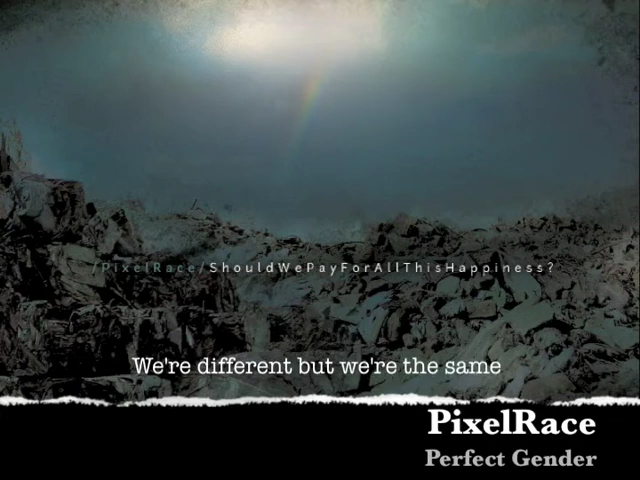 /PixelRace/ShouldWePayForAllThisHappiness?
We're different but we're the same
PixelRace
Perfect Gender